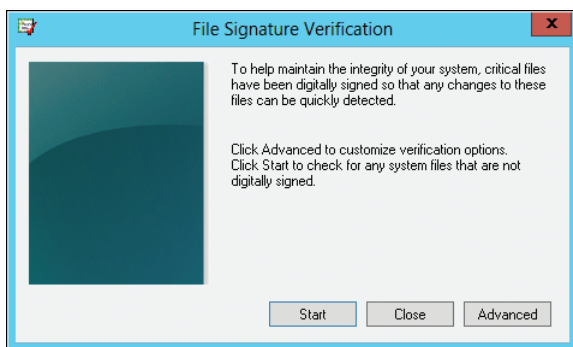 File Signature Verification
x
To help maintain the integrity of your system, critical files
have been digitally signed so that any changes to these
files can be quickly detected.
Click Advanced to customize verification options.
Click Start to check for any system files that are not
digitally signed.
Start Close Advanced